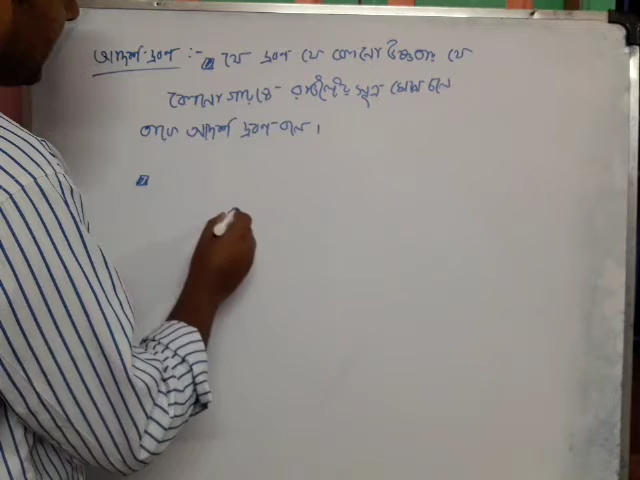 আদর্শ দ্রবণ :- যে দ্রবণ যে কোনো উষ্ণতায় যে
কোনো গাঢ়ত্বে রাউল্টের সূত্র মেনে চলে
তাকে আদর্শ দ্রবণ বলে।